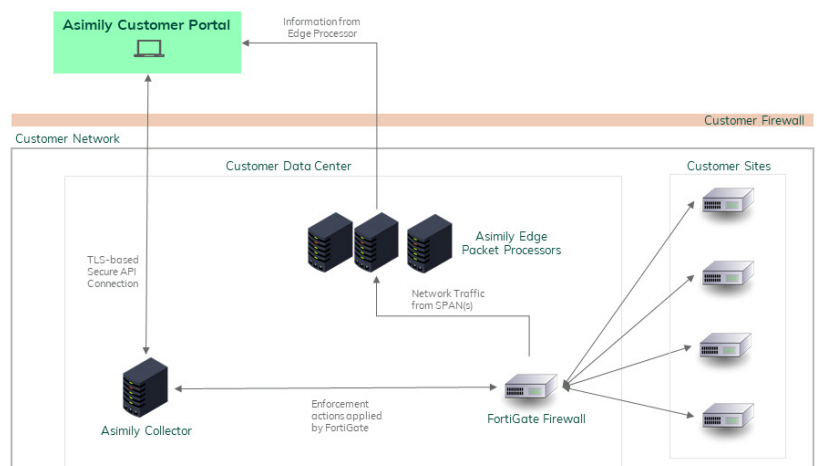 Asimily Customer Portal
Information from
Edge Processor
Customer Firewall
Customer Network
Customer Data Center
Customer Sites
Asimily Edge
Packet Processors
TLS-based
Secure API
Connection
Network Traffic
from SPAN(s)
Enforcement
actions applied
by FortiGate
FortiGate Firewall
Asimily Collector